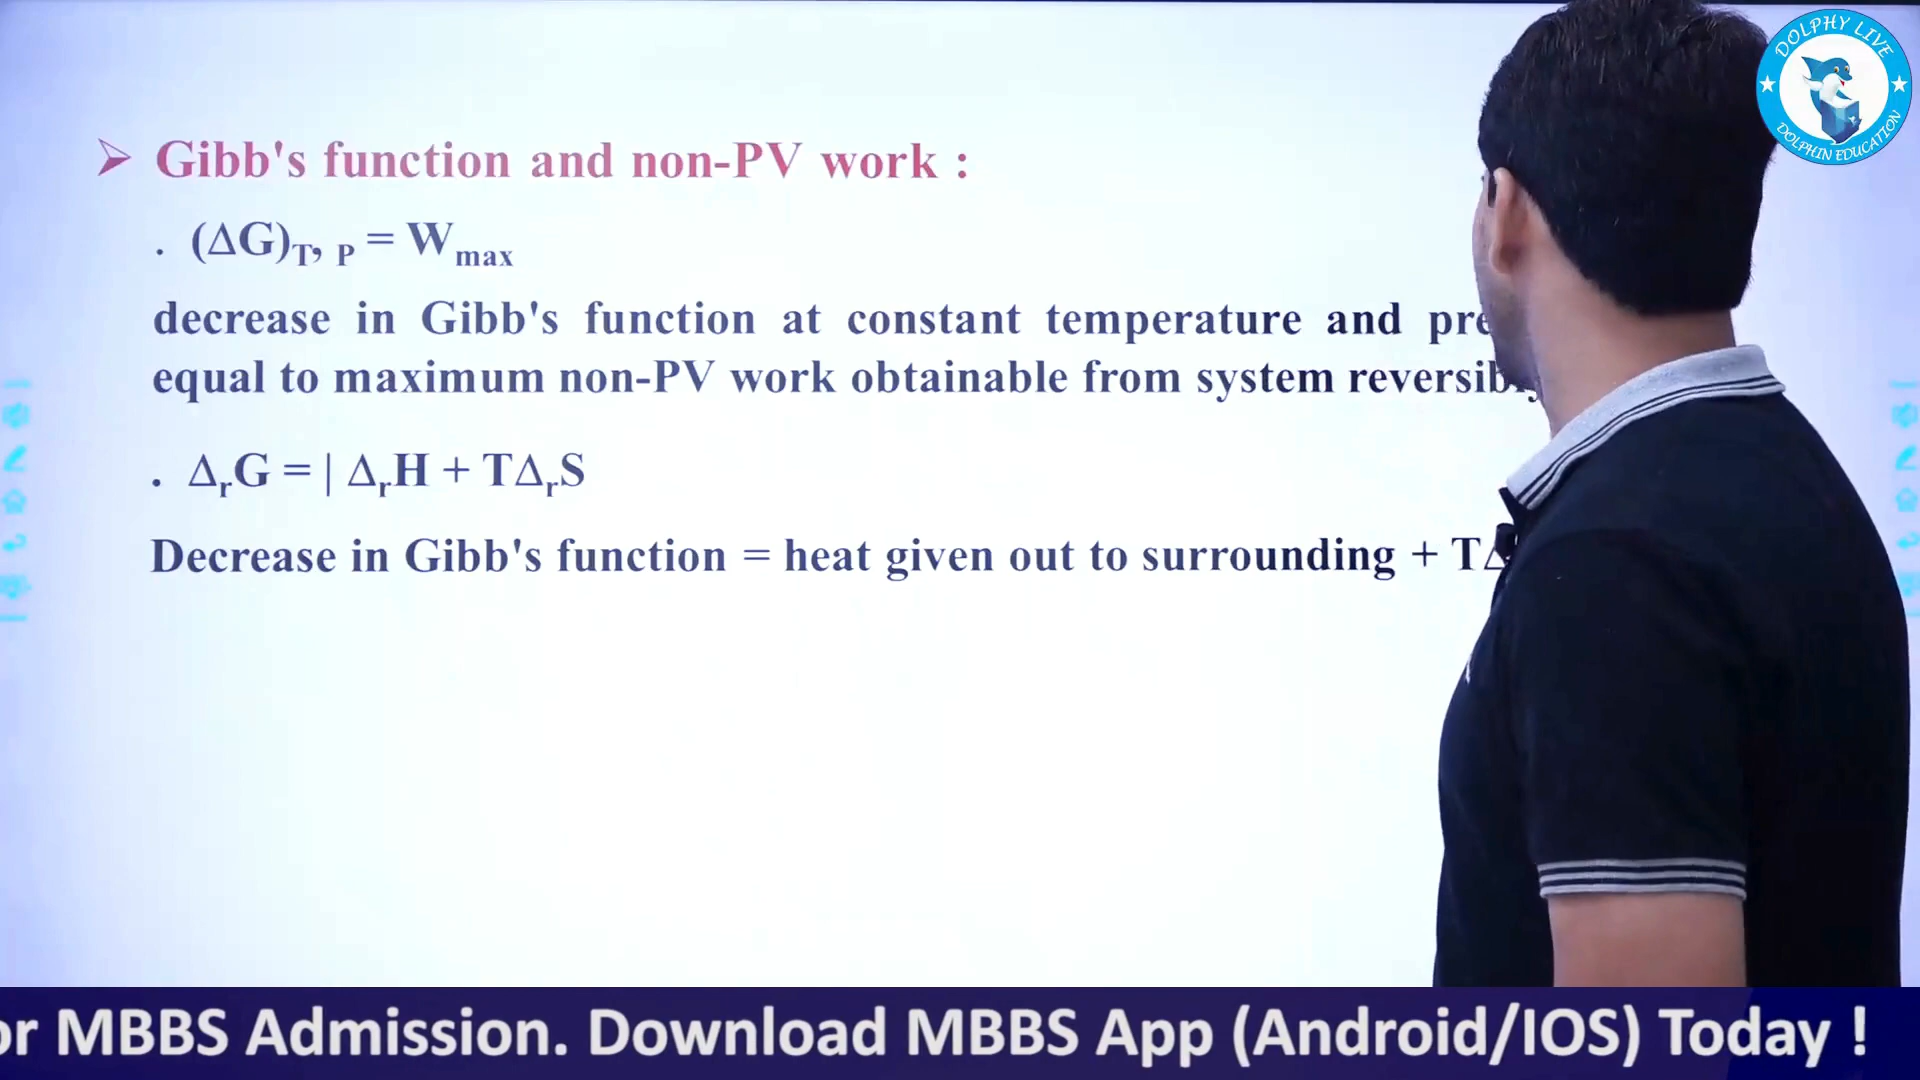 ➤ Gibb's function and non-PV work :
. (ΔG)T, P = Wmax
decrease in Gibb's function at constant temperature and
equal to maximum non-PV work obtainable from system
. ΔrG = | ΔrH + TΔrS
Decrease in Gibb's function = heat given out to surrounding +
DOLPHY LIVE
DOLPHIN EDUCATION
MBBS Admission. Download MBBS App (Android/IOS) Today !